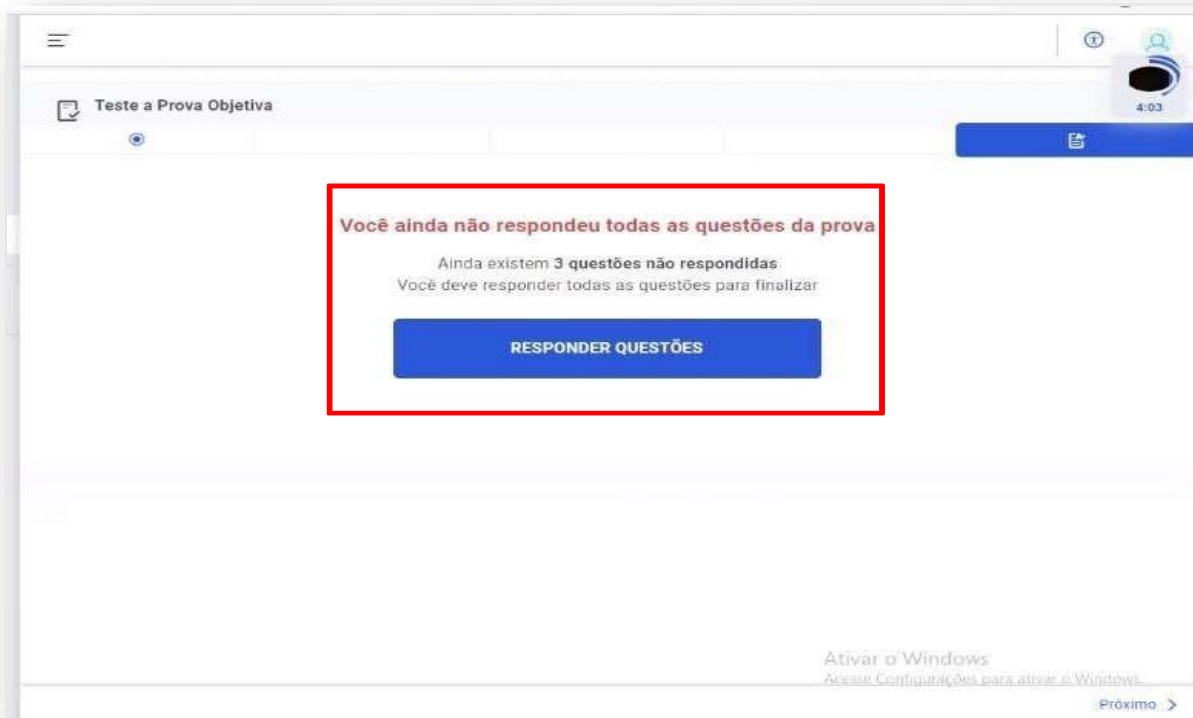 Teste a Prova Objetiva
4:03
Você ainda não respondeu todas as questões da prova
Ainda existem 3 questões não respondidas
Você deve responder todas as questões para finalizar
RESPONDER QUESTÕES
Ativar o Windows
Acesse Configurações para ativar o Windows.
Próximo